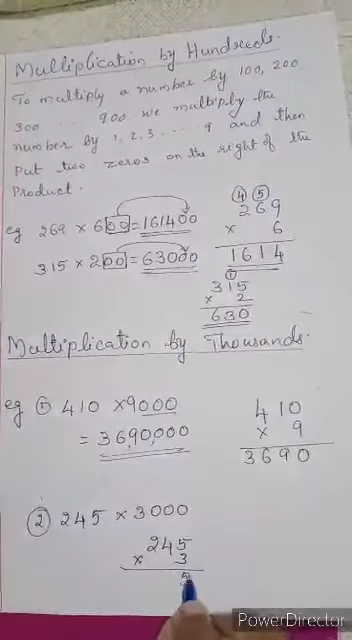 Multiplication by Hundreds.
To multiply a number by 100, 200
300 .... 900 we multiply the
number by 1, 2, 3 ..... 9 and then
Put two zeros on the right of the
Product.
eg 269 × 600 = 161400
315 × 200 = 63000
4 5
269
× 6
1614
1
315
× 2
630
Multiplication by Thousands.
eg ① 410 × 9000
= 3690,000
410
× 9
3690
② 245 × 3000
245
× 3
PowerDirector